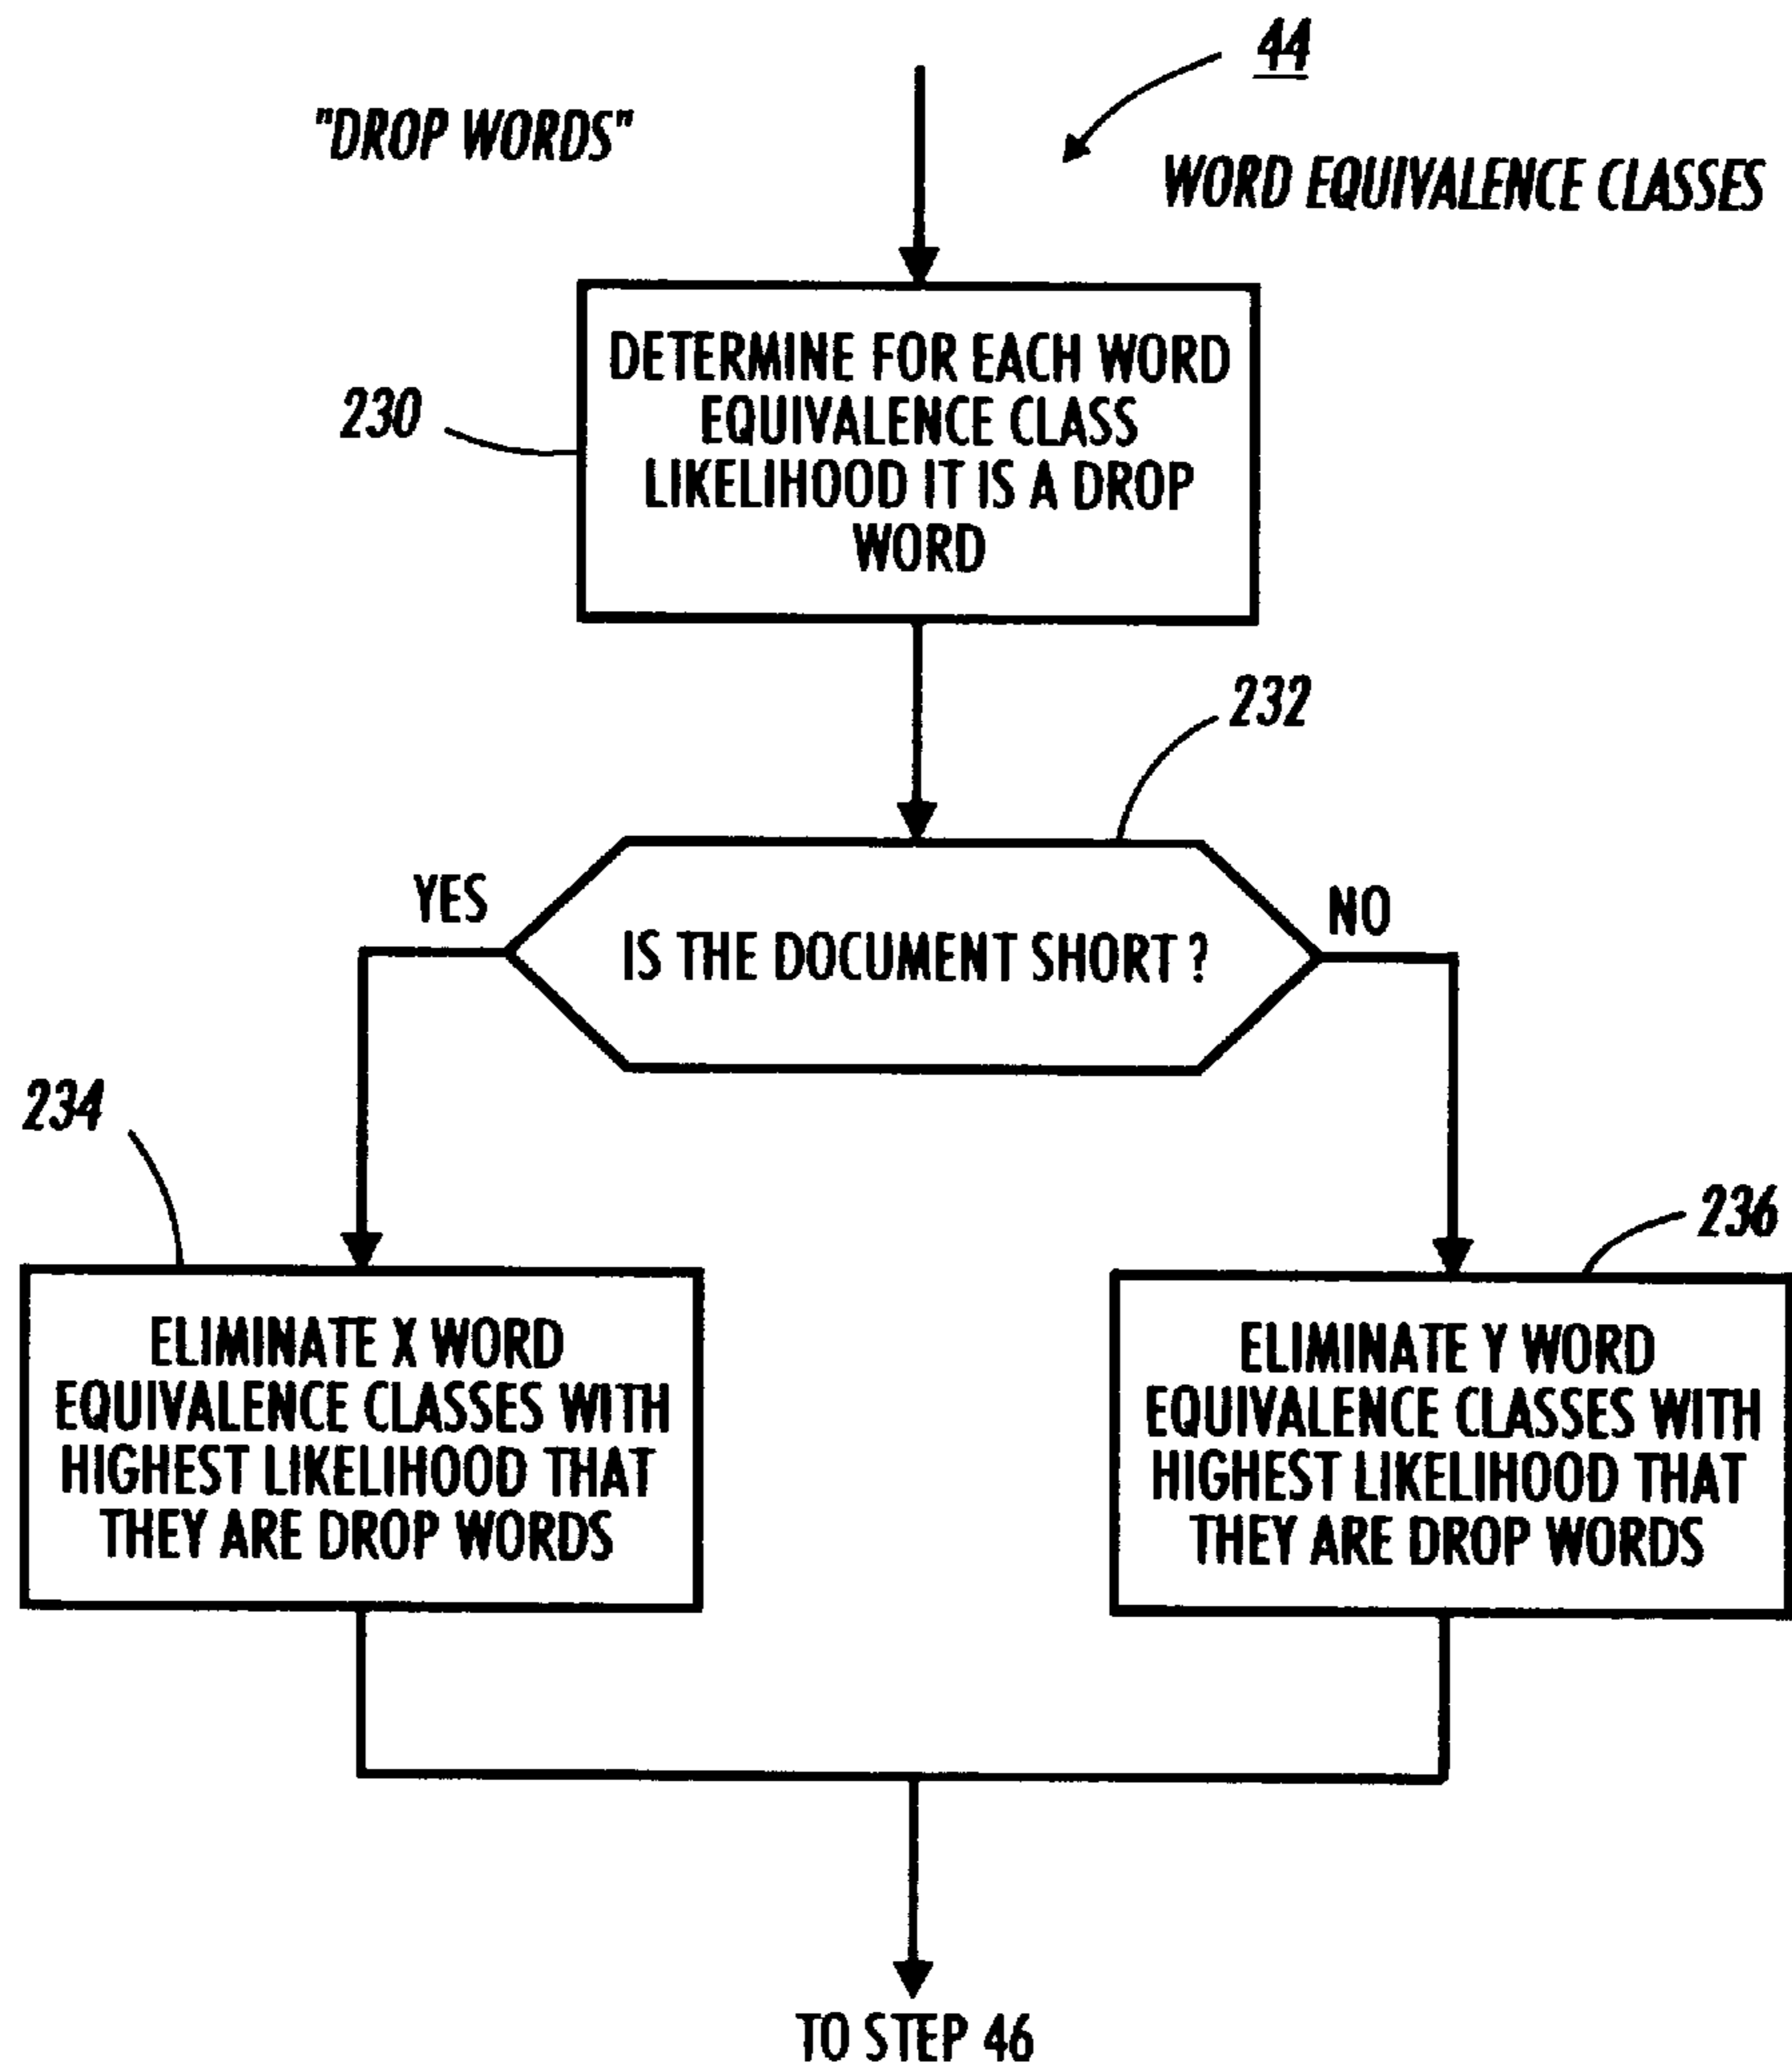 44
"DROP WORDS"
WORD EQUIVALENCE CLASSES
DETERMINE FOR EACH WORD
EQUIVALENCE CLASS
LIKELIHOOD IT IS A DROP
WORD
230
232
YES
NO
IS THE DOCUMENT SHORT ?
234
236
ELIMINATE X WORD
EQUIVALENCE CLASSES WITH
HIGHEST LIKELIHOOD THAT
THEY ARE DROP WORDS
ELIMINATE Y WORD
EQUIVALENCE CLASSES WITH
HIGHEST LIKELIHOOD THAT
THEY ARE DROP WORDS
TO STEP 46